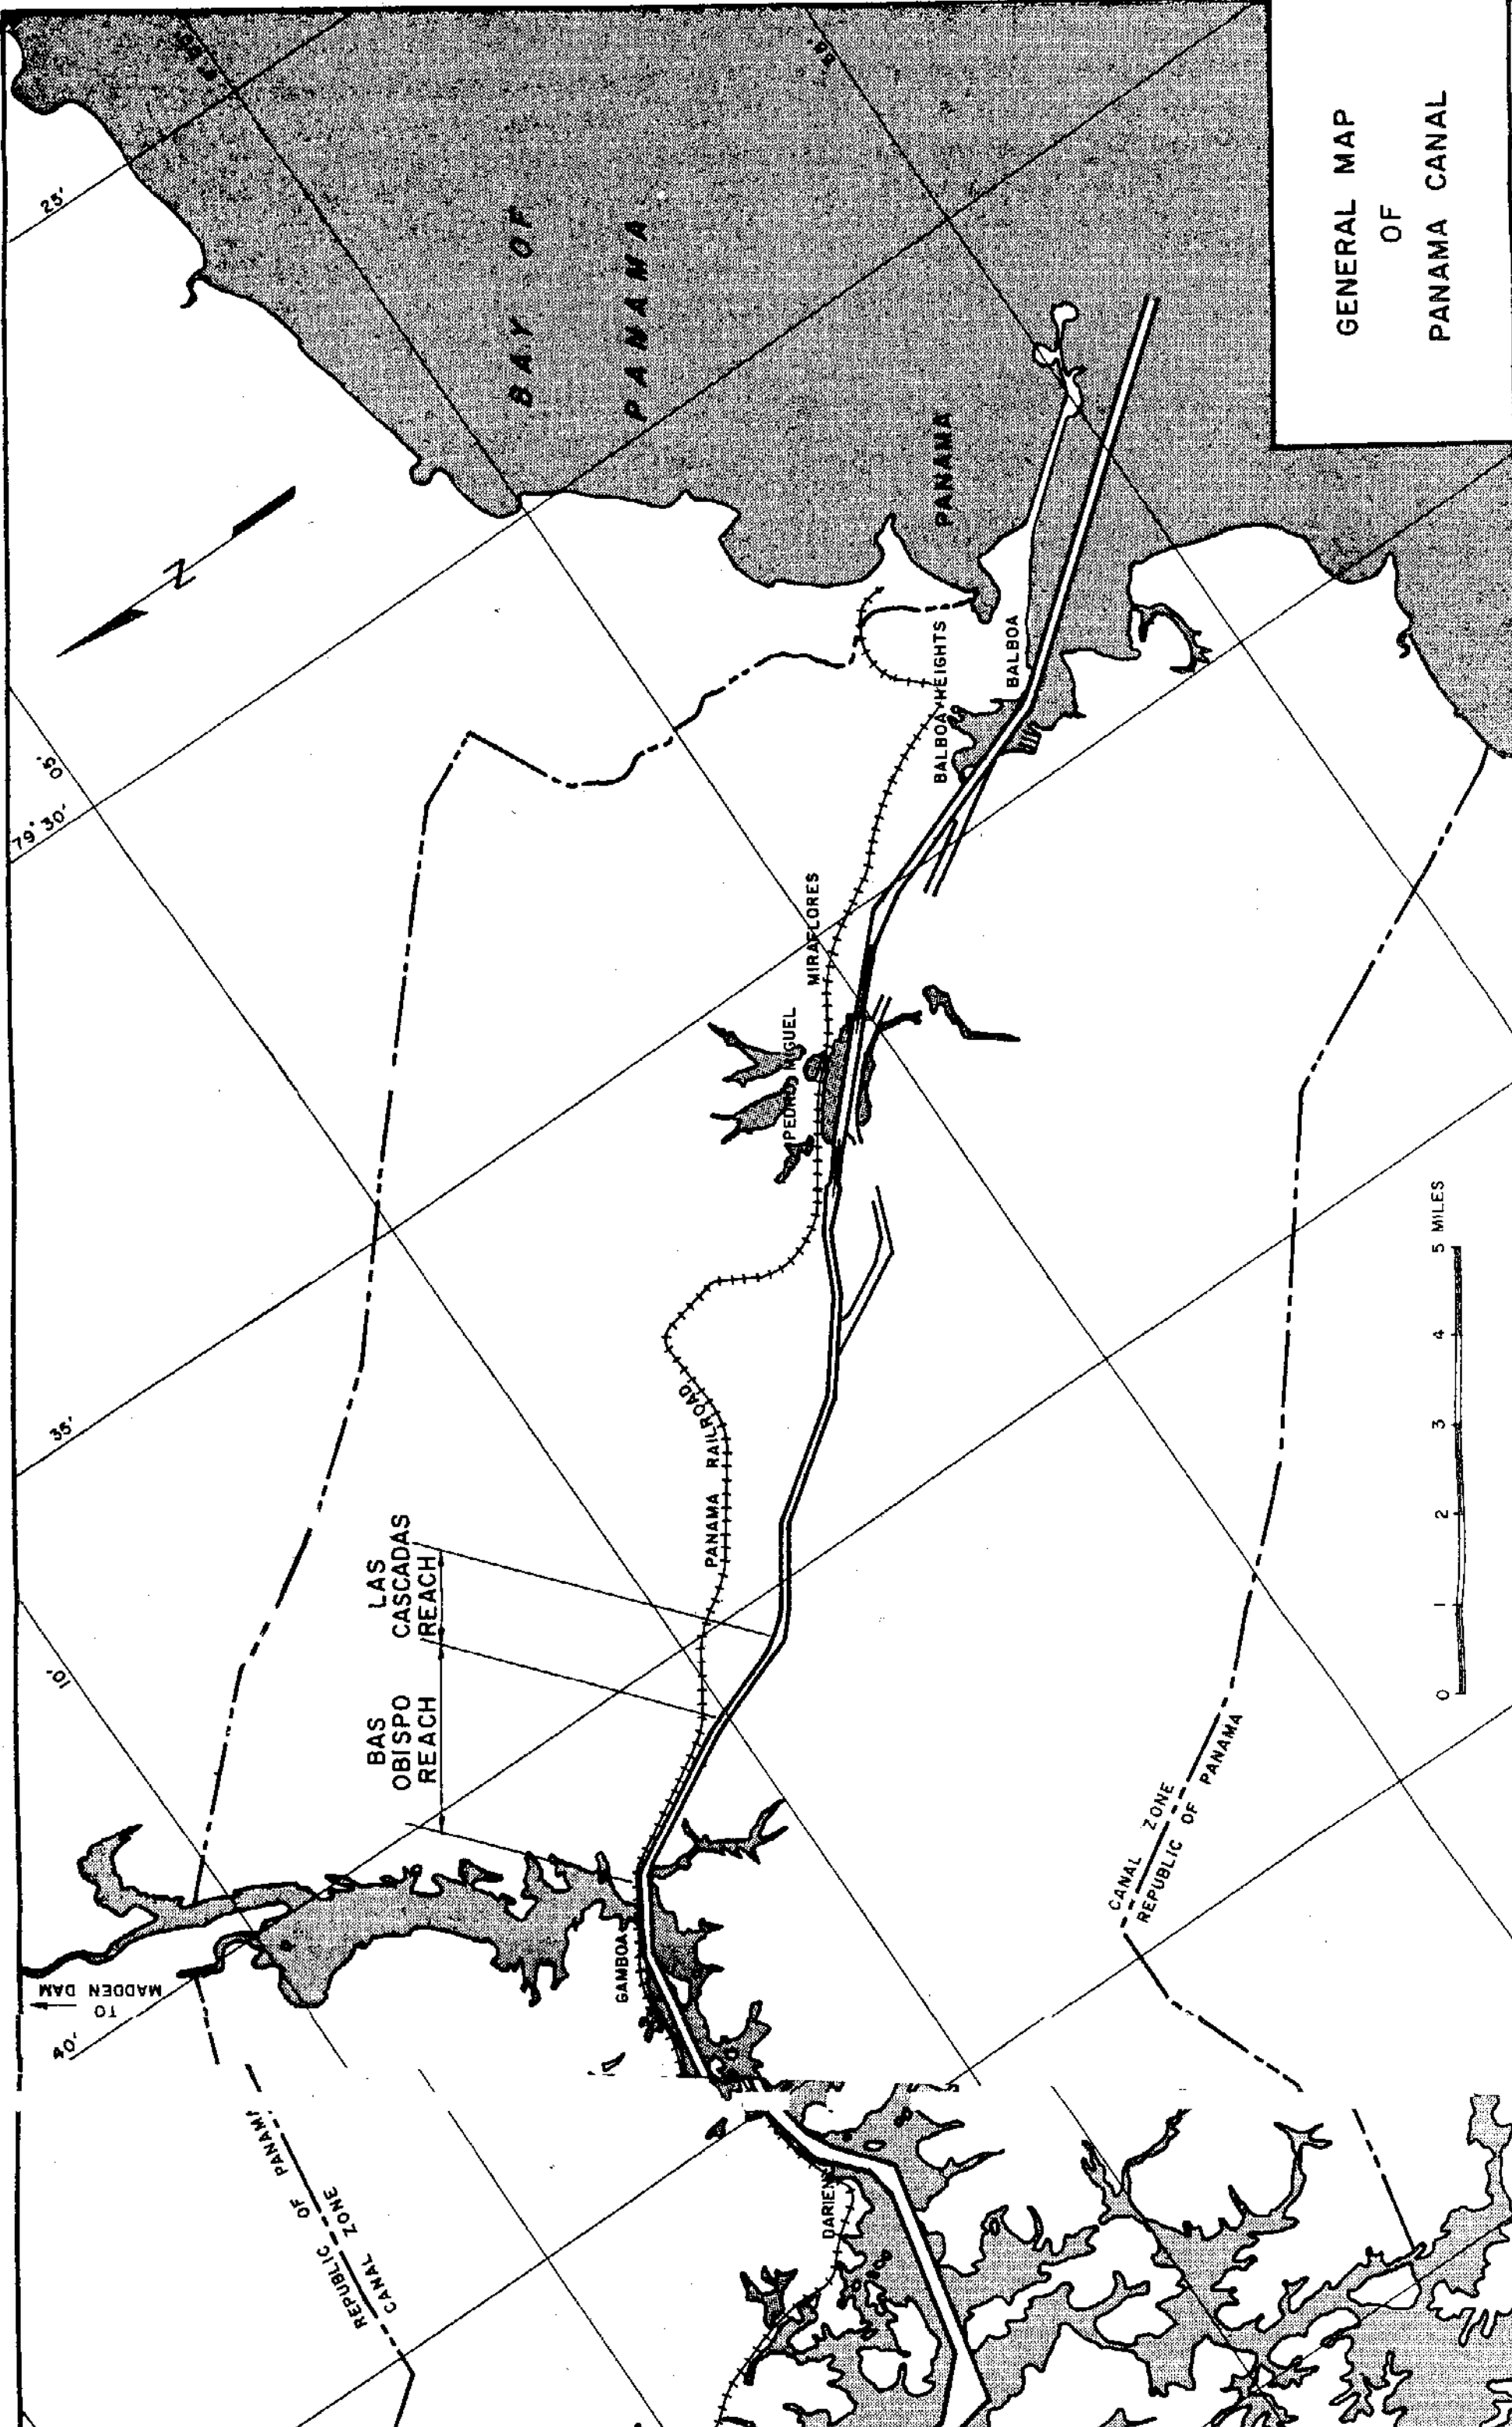 GENERAL MAP
OF
PANAMA CANAL
BAY OF
PANAMA
PANAMA
N
25'
05'
79° 30'
35'
10'
40'
TO
MADDEN DAM
BALBOA HEIGHTS
BALBOA
MIRAFLORES
PEDRO MIGUEL
PANAMA RAILROAD
LAS
CASCADAS
REACH
BAS
OBISPO
REACH
GAMBOA
DARIEN
REPUBLIC OF PANAMA
CANAL ZONE
CANAL ZONE
REPUBLIC OF PANAMA
0 1 2 3 4 5 MILES